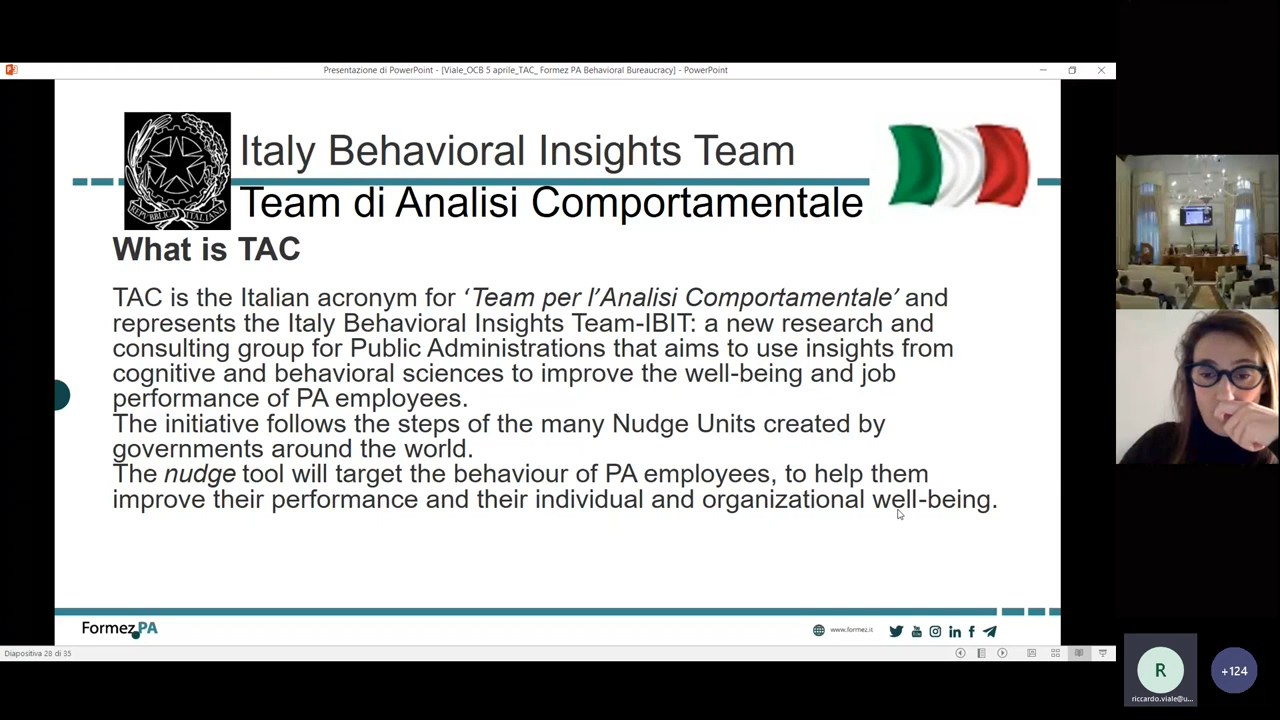 Presentazione di PowerPoint - [Viale_OCB 5 aprile_TAC_ Formez PA Behavioral Bureaucracy] - PowerPoint
Italy Behavioral Insights Team
Team di Analisi Comportamentale
REPVBBLICA ITALIANA
What is TAC
TAC is the Italian acronym for ‘Team per l’Analisi Comportamentale’ and
represents the Italy Behavioral Insights Team-IBIT: a new research and
consulting group for Public Administrations that aims to use insights from
cognitive and behavioral sciences to improve the well-being and job
performance of PA employees.
The initiative follows the steps of the many Nudge Units created by
governments around the world.
The nudge tool will target the behaviour of PA employees, to help them
improve their performance and their individual and organizational well-being.
Formez PA
www.formez.it
Diapositiva 28 di 35
R
+124
riccardo.viale@u...